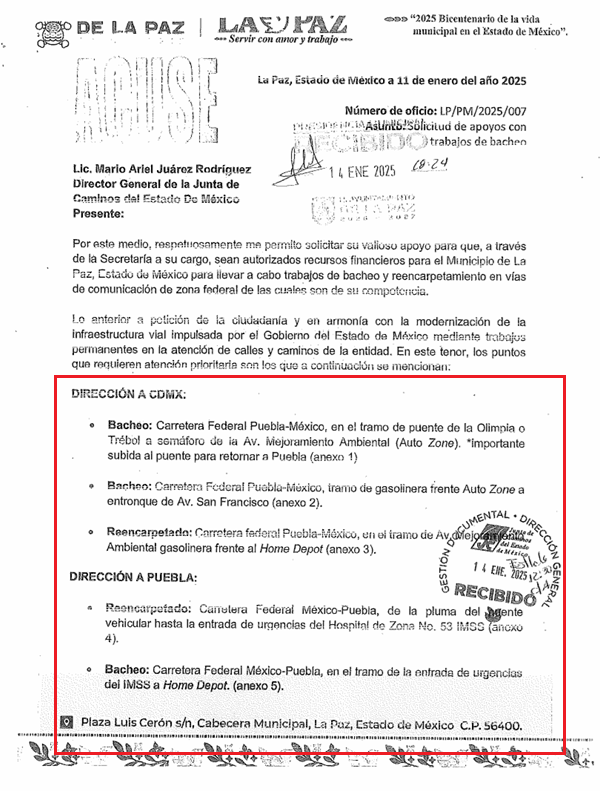 DE LA PAZ
LA PAZ
Servir con amor y trabajo
"2025 Bicentenario de la vida
municipal en el Estado de México".
ACUSE
La Paz, Estado de México a 11 de enero del año 2025
Número de oficio: LP/PM/2025/007
Asunto: Solicitud de apoyos con
trabajos de bacheo
RECIBIDO
14 ENE 2025
Lic. Mario Ariel Juárez Rodríguez
Director General de la Junta de
Caminos del Estado De México
Presente:
DE LA PAZ
Por este medio, respetuosamente me permito solicitar su valioso apoyo para que, a través
de la Secretaría a su cargo, sean autorizados recursos financieros para el Municipio de La
Paz, Estado de México para llevar a cabo trabajos de bacheo y reencarpetamiento en vías
de comunicación de zona federal de las cuales son de su competencia.
Lo anterior a petición de la ciudadanía y en armonía con la modernización de la
infraestructura vial impulsada por el Gobierno del Estado de México mediante trabajos
permanentes en la atención de calles y caminos de la entidad. En este tenor, los puntos
que requieren atención prioritaria son los que a continuación se mencionan:
DIRECCIÓN A CDMX:
• Bacheo: Carretera Federal Puebla-México, en el tramo de puente de la Olimpia o
Trébol a semáforo de la Av. Mejoramiento Ambiental (Auto Zone). *importante
subida al puente para retornar a Puebla (anexo 1)
• Bacheo: Carretera Federal Puebla-México, tramo de gasolinera frente Auto Zone a
entronque de Av. San Francisco (anexo 2).
• Reencarpetado: Carretera federal Puebla-México, en el tramo de Av. Mejoramiento
Ambiental gasolinera frente al Home Depot (anexo 3).
GESTIÓN DOCUMENTAL • DIRECCIÓN GENERAL
Junta de
Caminos
del Estado
de México
14 ENE. 2025
RECIBIDO
DIRECCIÓN A PUEBLA:
• Reencarpetado: Carretera Federal México-Puebla, de la pluma del agente
vehicular hasta la entrada de urgencias del Hospital de Zona No. 53 IMSS (anexo
4).
• Bacheo: Carretera Federal México-Puebla, en el tramo de la entrada de urgencias
del IMSS a Home Depot. (anexo 5).
Plaza Luis Cerón s/n, Cabecera Municipal, La Paz, Estado de México C.P. 56400.